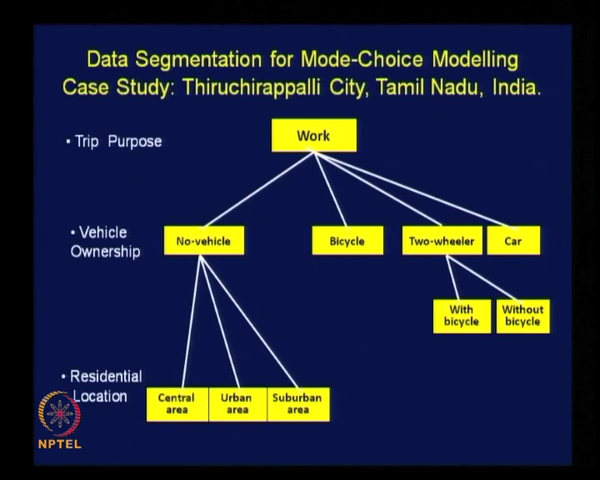 Data Segmentation for Mode-Choice Modelling
Case Study: Thiruchirappalli City, Tamil Nadu, India.
• Trip Purpose
Work
• Vehicle
Ownership
No-vehicle
Bicycle
Two-wheeler
Car
With
bicycle
Without
bicycle
• Residential
Location
Central
area
Urban
area
Suburban
area
NPTEL